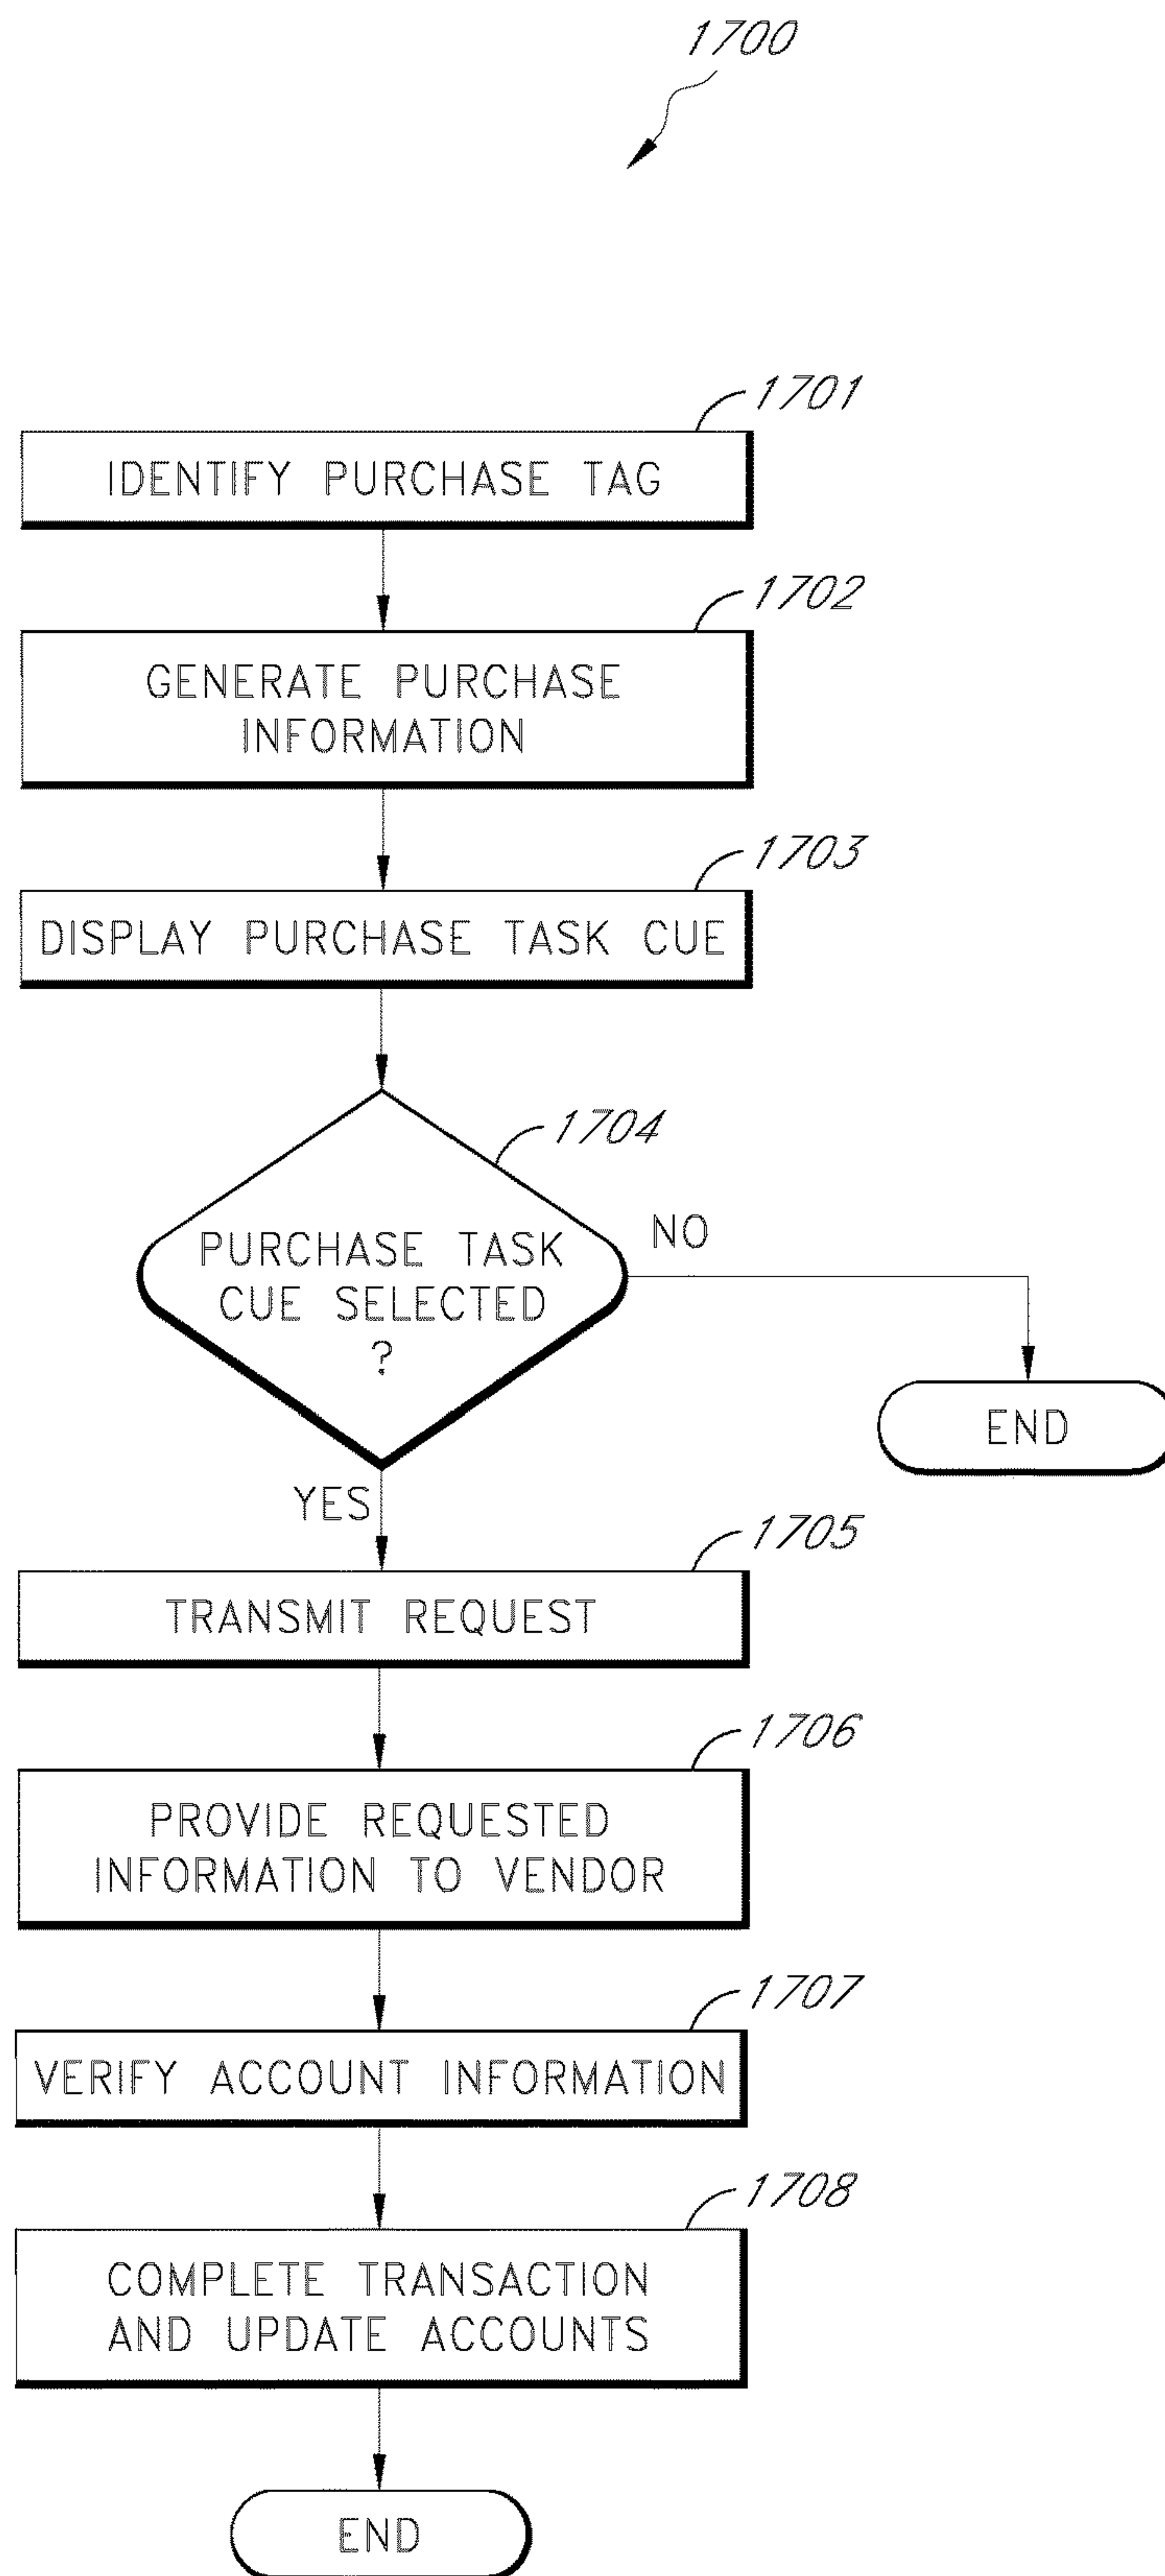 1700
1701
IDENTIFY PURCHASE TAG
1702
GENERATE PURCHASE
INFORMATION
1703
DISPLAY PURCHASE TASK CUE
1704
PURCHASE TASK
CUE SELECTED
?
NO
END
YES
1705
TRANSMIT REQUEST
1706
PROVIDE REQUESTED
INFORMATION TO VENDOR
1707
VERIFY ACCOUNT INFORMATION
1708
COMPLETE TRANSACTION
AND UPDATE ACCOUNTS
END